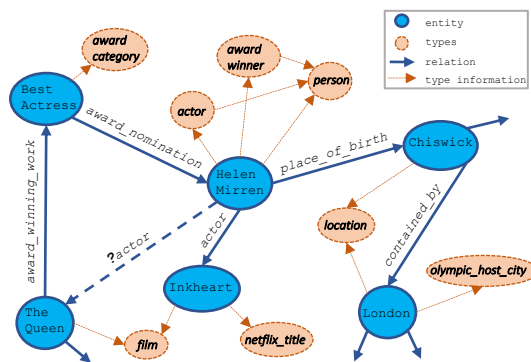 entity
types
relation
type information
award
category
award
winner
person
actor
Best
Actress
award_nomination
Helen
Mirren
place_of_birth
Chiswick
award_winning_work
?actor
actor
location
contained_by
olympic_host_city
Inkheart
The
Queen
film
netflix_title
London